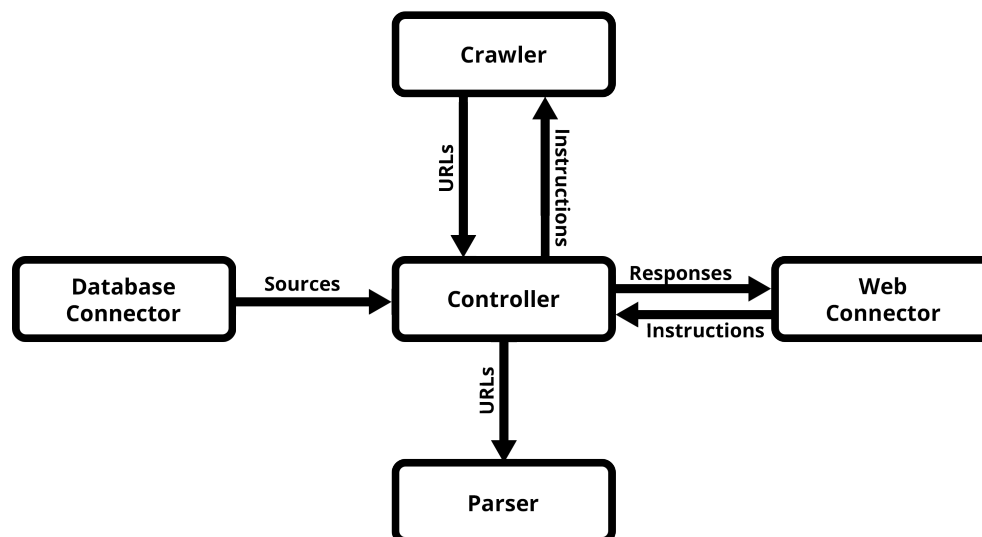 Crawler
URLs
Instructions
Database
Connector
Sources
Controller
Responses
Instructions
Web
Connector
URLs
Parser